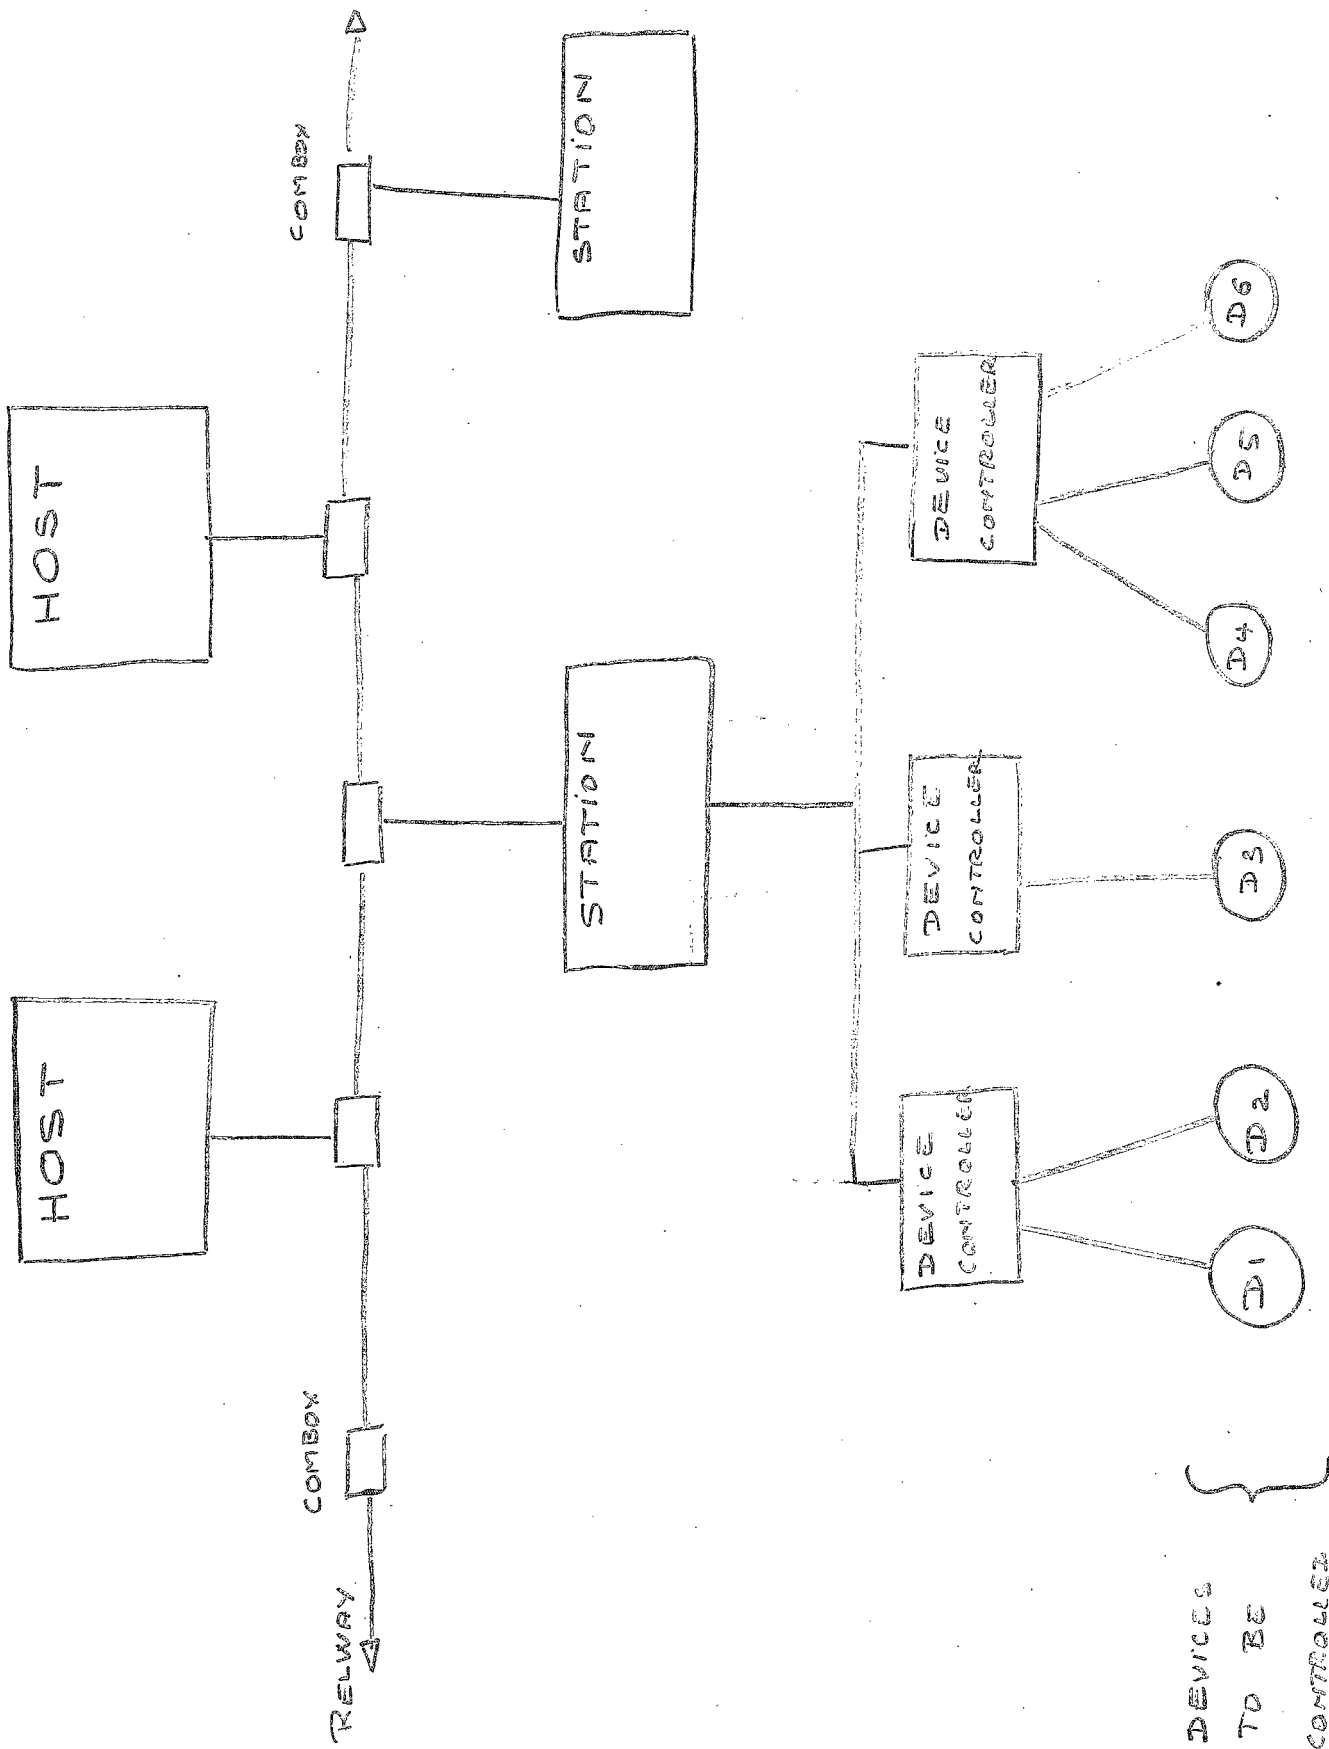 HOST
HOST
COMBOX
COMBOX
RELWAY
STATION
STATION
DEVICE
CONTROLLER
DEVICE
CONTROLLER
DEVICE
CONTROLLER
DEVICES
TO BE
CONTROLLED
D1
D2
D3
D4
D5
D6